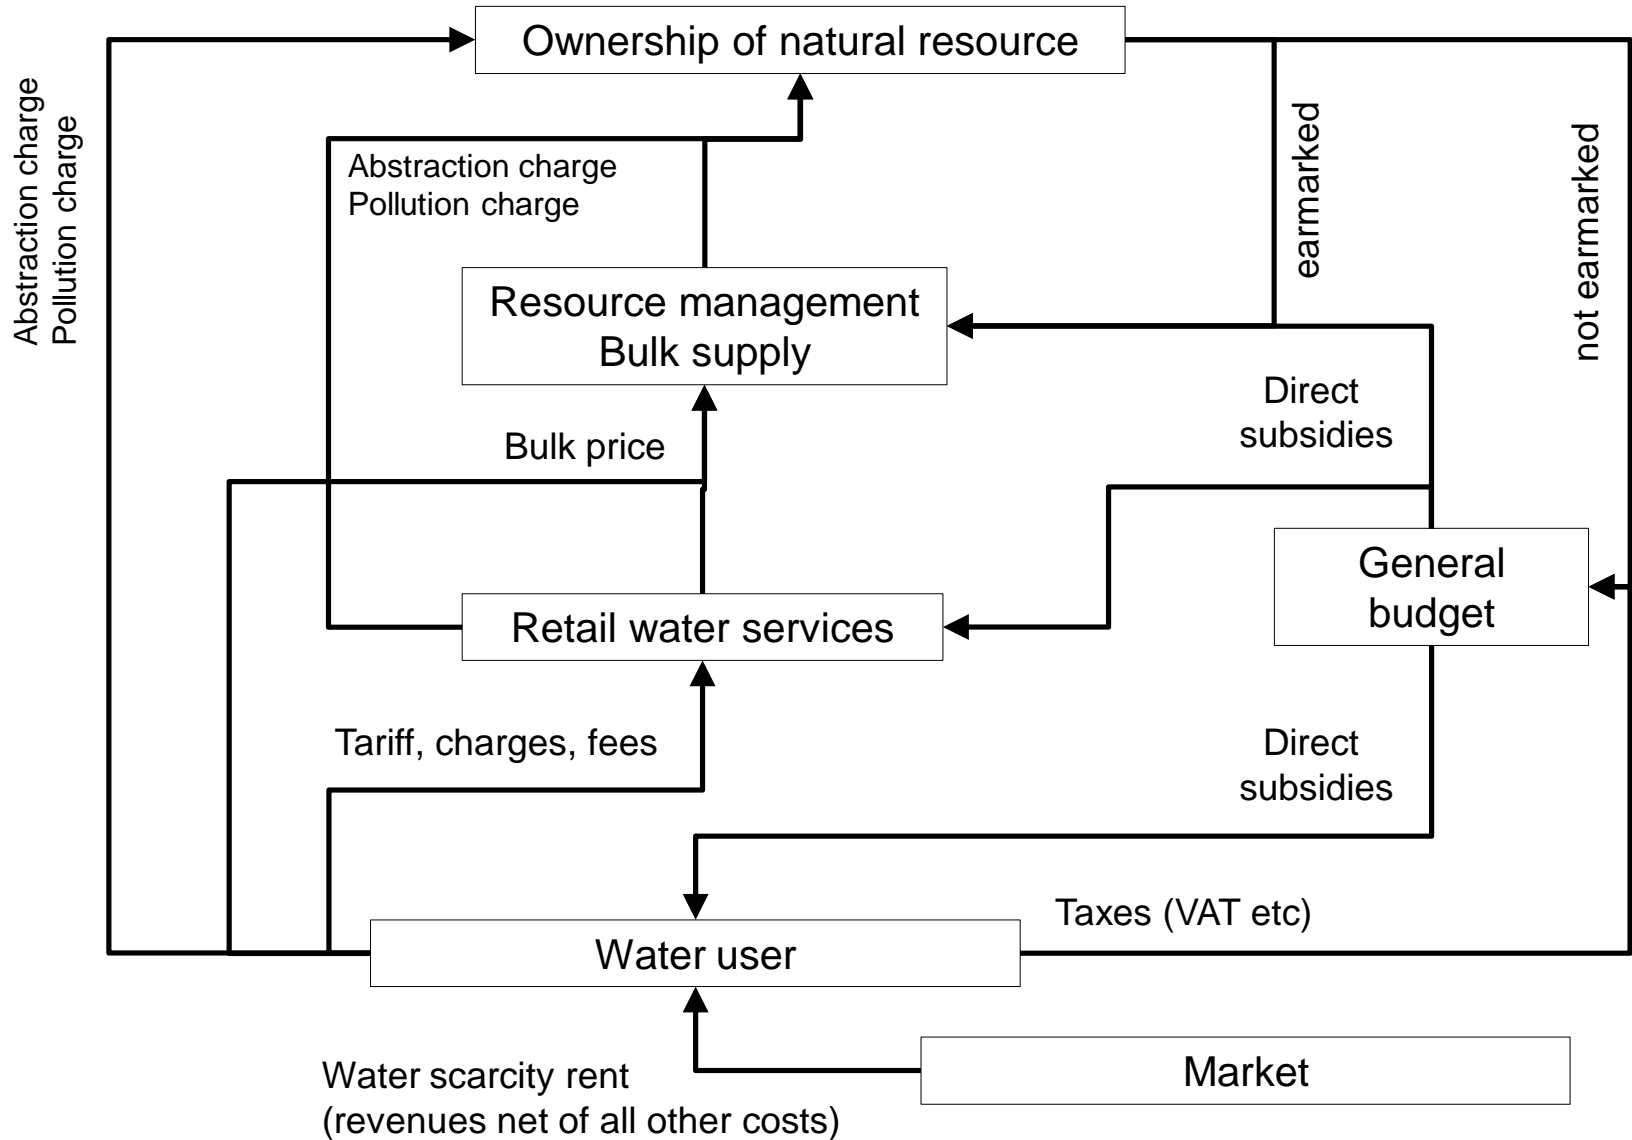 Ownership of natural resource
Abstraction charge
Pollution charge
Abstraction charge
Pollution charge
earmarked
not earmarked
Resource management
Bulk supply
Direct
subsidies
Bulk price
General
budget
Retail water services
Tariff, charges, fees
Direct
subsidies
Taxes (VAT etc)
Water user
Market
Water scarcity rent
(revenues net of all other costs)